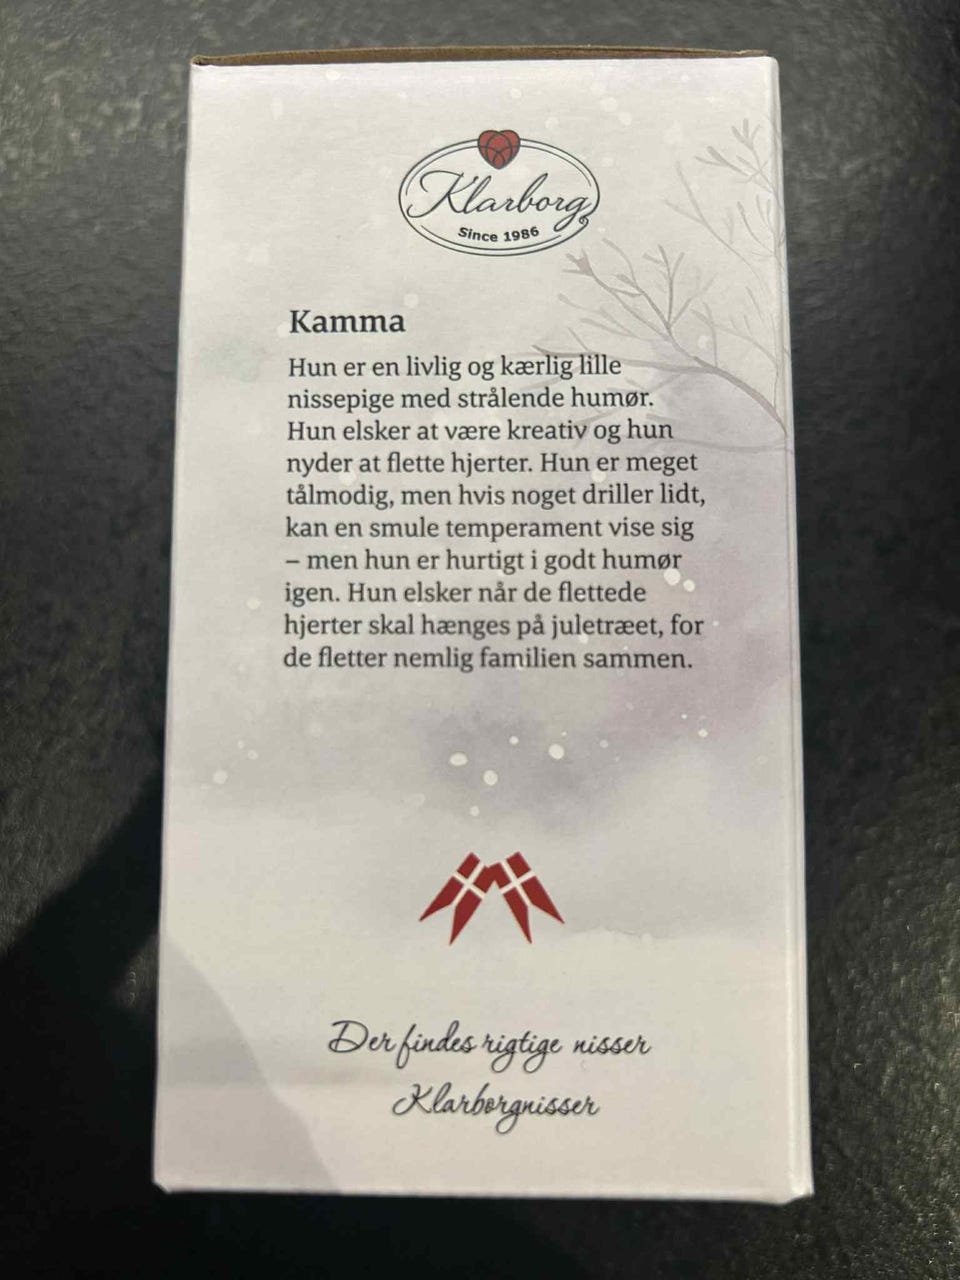 Klarborg
Since 1986
Kamma
Hun er en livlig og kærlig lille
nissepige med strålende humør.
Hun elsker at være kreativ og hun
nyder at flette hjerter. Hun er meget
tålmodig, men hvis noget driller lidt,
kan en smule temperament vise sig
– men hun er hurtigt i godt humør
igen. Hun elsker når de flettede
hjerter skal hænges på juletræet, for
de fletter nemlig familien sammen.
Der findes rigtige nisser
Klarborgnisser